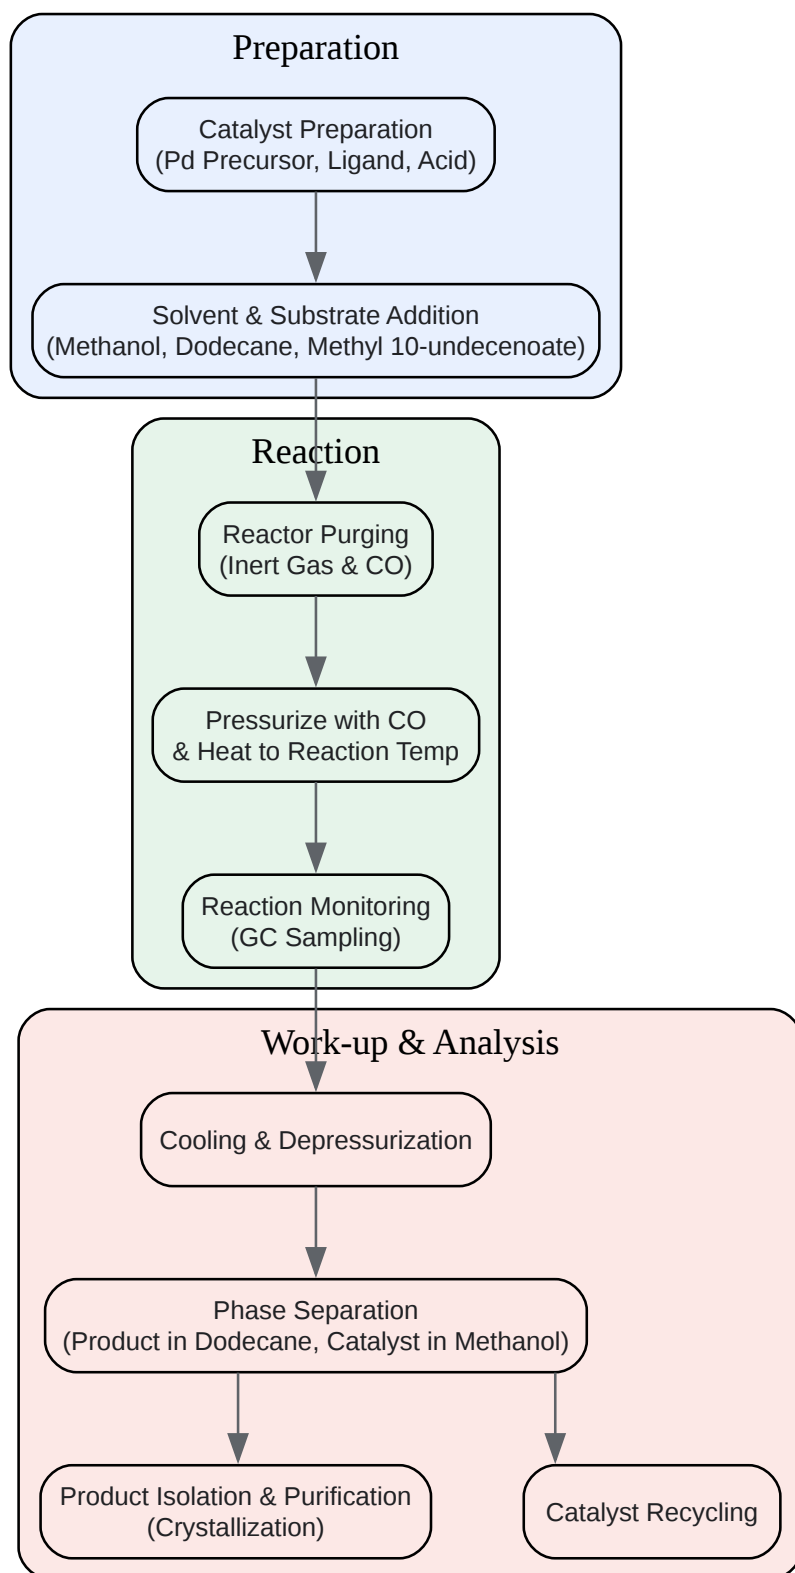 Preparation
Catalyst Preparation
(Pd Precursor, Ligand, Acid)
Solvent & Substrate Addition
(Methanol, Dodecane, Methyl 10-undecenoate)
Reaction
Reactor Purging
(Inert Gas & CO)
Pressurize with CO
& Heat to Reaction Temp
Reaction Monitoring
(GC Sampling)
Work-up & Analysis
Cooling & Depressurization
Phase Separation
(Product in Dodecane, Catalyst in Methanol)
Product Isolation & Purification
(Crystallization)
Catalyst Recycling